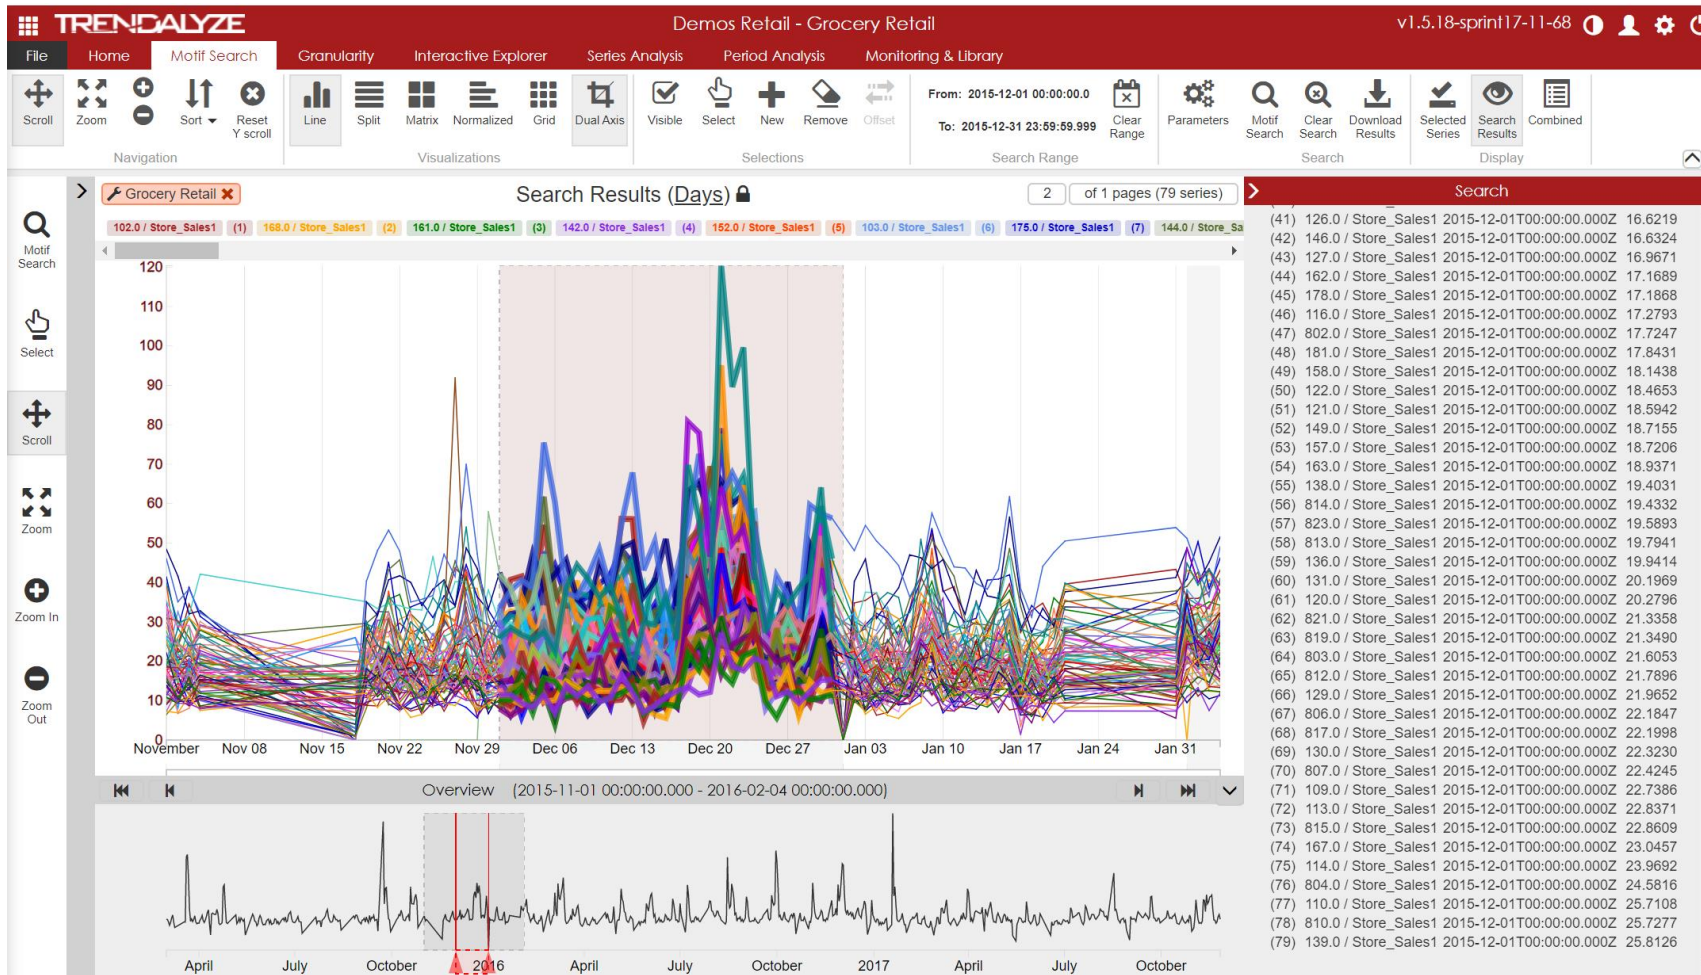 TRENDALYZE
Demos Retail - Grocery Retail
v1.5.18-sprint17-11-68
File Home Motif Search Granularity Interactive Explorer Series Analysis Period Analysis Monitoring & Library
Scroll Zoom Sort Reset Y scroll
Line Split Matrix Normalized Grid Dual Axis
Visible Select New Remove Offset
From: 2015-12-01 00:00:00.0
To: 2015-12-31 23:59:59.999
Clear Range
Parameters
Motif Search Clear Search Download Results
Selected Series Search Results Combined
Navigation Visualizations Selections Search Range Search Display
Motif Search
Select
Scroll
Zoom
Zoom In
Zoom Out
Grocery Retail
Search Results (Days)
2 of 1 pages (79 series)
102.0 / Store_Sales1 (1) 168.0 / Store_Sales1 (2) 161.0 / Store_Sales1 (3) 142.0 / Store_Sales1 (4) 152.0 / Store_Sales1 (5) 103.0 / Store_Sales1 (6) 175.0 / Store_Sales1 (7) 144.0 / Store_Sa
120
110
100
90
80
70
60
50
40
30
20
10
0
November Nov 08 Nov 15 Nov 22 Nov 29 Dec 06 Dec 13 Dec 20 Dec 27 Jan 03 Jan 10 Jan 17 Jan 24 Jan 31
Overview (2015-11-01 00:00:00.000 - 2016-02-04 00:00:00.000)
April July October 2016 April July October 2017 April July October
Search
(41) 126.0 / Store_Sales1 2015-12-01T00:00:00.000Z 16.6219
(42) 146.0 / Store_Sales1 2015-12-01T00:00:00.000Z 16.6324
(43) 127.0 / Store_Sales1 2015-12-01T00:00:00.000Z 16.9671
(44) 162.0 / Store_Sales1 2015-12-01T00:00:00.000Z 17.1689
(45) 178.0 / Store_Sales1 2015-12-01T00:00:00.000Z 17.1868
(46) 116.0 / Store_Sales1 2015-12-01T00:00:00.000Z 17.2793
(47) 802.0 / Store_Sales1 2015-12-01T00:00:00.000Z 17.7247
(48) 181.0 / Store_Sales1 2015-12-01T00:00:00.000Z 17.8431
(49) 158.0 / Store_Sales1 2015-12-01T00:00:00.000Z 18.1438
(50) 122.0 / Store_Sales1 2015-12-01T00:00:00.000Z 18.4653
(51) 121.0 / Store_Sales1 2015-12-01T00:00:00.000Z 18.5942
(52) 149.0 / Store_Sales1 2015-12-01T00:00:00.000Z 18.7155
(53) 157.0 / Store_Sales1 2015-12-01T00:00:00.000Z 18.7206
(54) 163.0 / Store_Sales1 2015-12-01T00:00:00.000Z 18.9371
(55) 138.0 / Store_Sales1 2015-12-01T00:00:00.000Z 19.4031
(56) 814.0 / Store_Sales1 2015-12-01T00:00:00.000Z 19.4332
(57) 823.0 / Store_Sales1 2015-12-01T00:00:00.000Z 19.5893
(58) 813.0 / Store_Sales1 2015-12-01T00:00:00.000Z 19.7941
(59) 136.0 / Store_Sales1 2015-12-01T00:00:00.000Z 19.9414
(60) 131.0 / Store_Sales1 2015-12-01T00:00:00.000Z 20.1969
(61) 120.0 / Store_Sales1 2015-12-01T00:00:00.000Z 20.2796
(62) 821.0 / Store_Sales1 2015-12-01T00:00:00.000Z 21.3358
(63) 819.0 / Store_Sales1 2015-12-01T00:00:00.000Z 21.3490
(64) 803.0 / Store_Sales1 2015-12-01T00:00:00.000Z 21.6053
(65) 812.0 / Store_Sales1 2015-12-01T00:00:00.000Z 21.7896
(66) 129.0 / Store_Sales1 2015-12-01T00:00:00.000Z 21.9652
(67) 806.0 / Store_Sales1 2015-12-01T00:00:00.000Z 22.1847
(68) 817.0 / Store_Sales1 2015-12-01T00:00:00.000Z 22.1998
(69) 130.0 / Store_Sales1 2015-12-01T00:00:00.000Z 22.3230
(70) 807.0 / Store_Sales1 2015-12-01T00:00:00.000Z 22.4245
(71) 109.0 / Store_Sales1 2015-12-01T00:00:00.000Z 22.7386
(72) 113.0 / Store_Sales1 2015-12-01T00:00:00.000Z 22.8371
(73) 815.0 / Store_Sales1 2015-12-01T00:00:00.000Z 22.8609
(74) 167.0 / Store_Sales1 2015-12-01T00:00:00.000Z 23.0457
(75) 114.0 / Store_Sales1 2015-12-01T00:00:00.000Z 23.9692
(76) 804.0 / Store_Sales1 2015-12-01T00:00:00.000Z 24.5816
(77) 110.0 / Store_Sales1 2015-12-01T00:00:00.000Z 25.7108
(78) 810.0 / Store_Sales1 2015-12-01T00:00:00.000Z 25.7277
(79) 139.0 / Store_Sales1 2015-12-01T00:00:00.000Z 25.8126